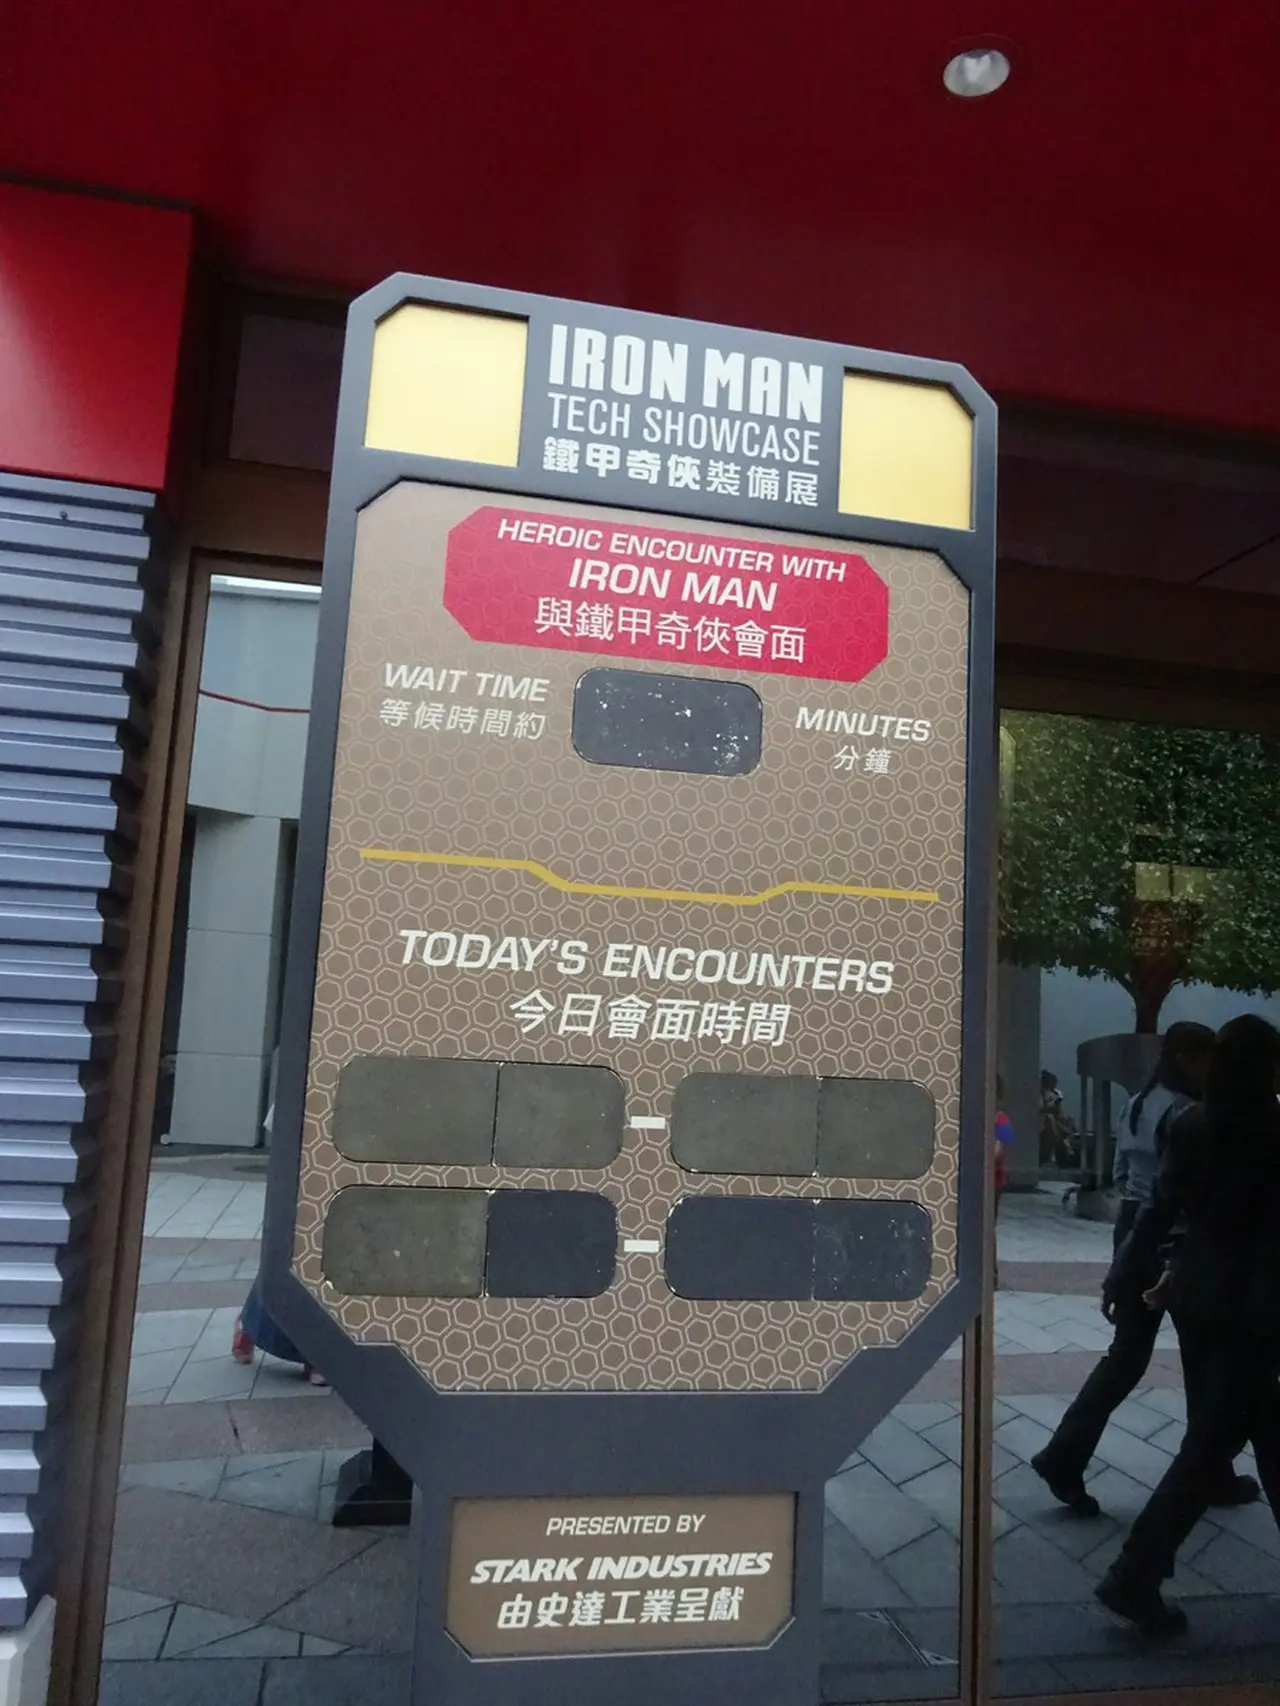 IRON MAN
TECH SHOWCASE
鐵甲奇俠裝備展
HEROIC ENCOUNTER WITH
IRON MAN
與鐵甲奇俠會面
WAIT TIME
等候時間約
MINUTES
分鐘
TODAY'S ENCOUNTERS
今日會面時間
PRESENTED BY
STARK INDUSTRIES
由史達工業呈獻